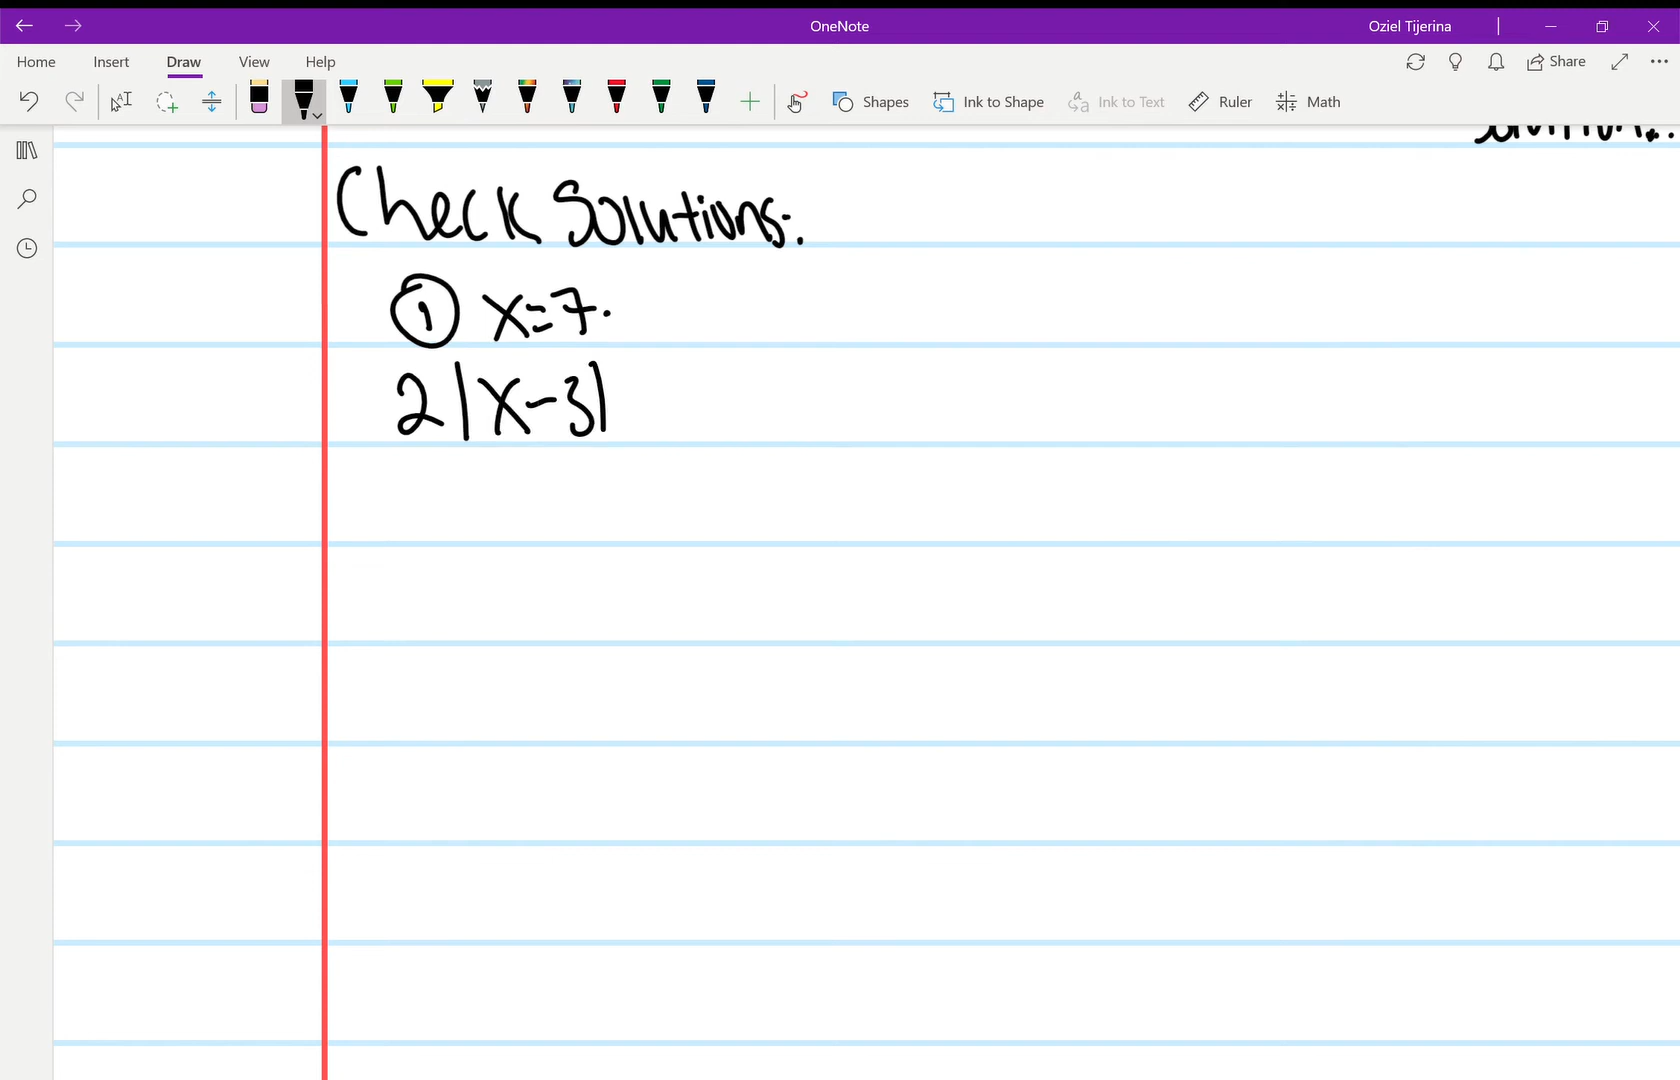 OneNote
Oziel Tijerina
Home Insert Draw View Help
Share
Shapes Ink to Shape Ink to Text Ruler Math
Check Solutions:
① x=7.
2|x-3|